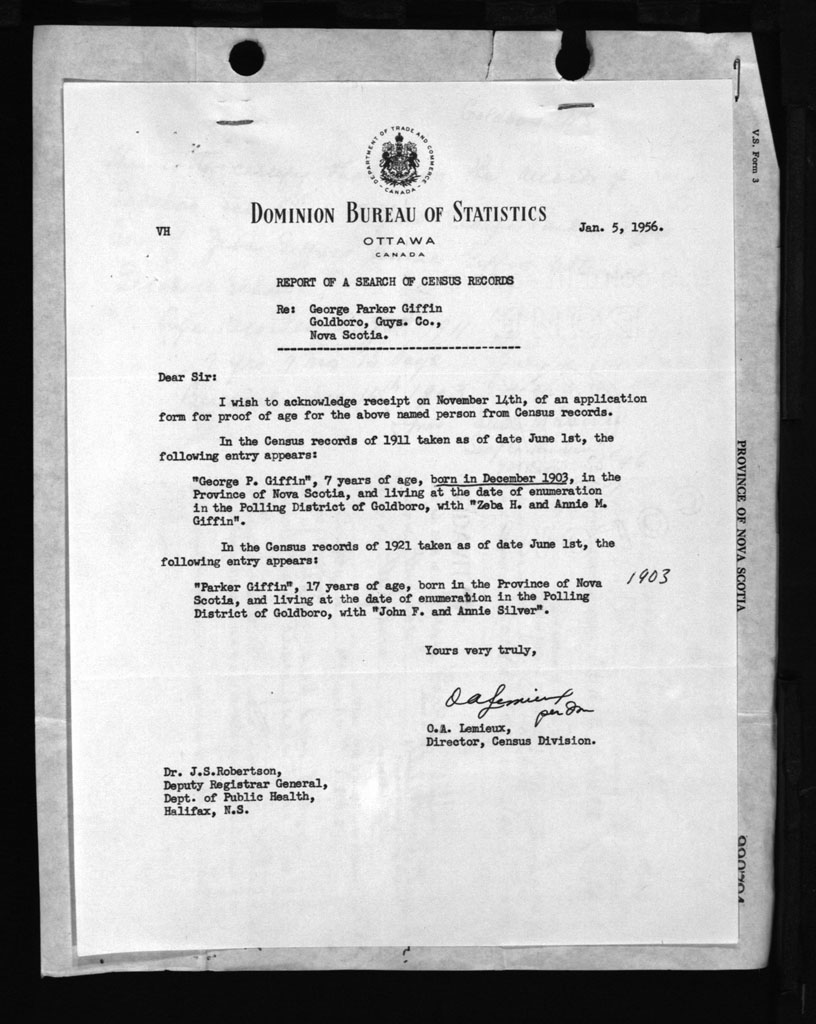 V.S. Form 3
DEPARTMENT OF TRADE AND COMMERCE
CANADA
DOMINION BUREAU OF STATISTICS
VH
Jan. 5, 1956.
OTTAWA
CANADA
REPORT OF A SEARCH OF CENSUS RECORDS
Re: George Parker Giffin
Goldboro, Guys. Co.,
Nova Scotia.
Dear Sir:
I wish to acknowledge receipt on November 14th, of an application
form for proof of age for the above named person from Census records.
In the Census records of 1911 taken as of date June 1st, the
following entry appears:
"George P. Giffin", 7 years of age, born in December 1903, in the
Province of Nova Scotia, and living at the date of enumeration
in the Polling District of Goldboro, with "Zeba H. and Annie M.
Giffin".
In the Census records of 1921 taken as of date June 1st, the
following entry appears:
"Parker Giffin", 17 years of age, born in the Province of Nova
Scotia, and living at the date of enumeration in the Polling
District of Goldboro, with "John F. and Annie Silver".
1903
PROVINCE OF NOVA SCOTIA
Yours very truly,
O A Lemieux
per
O.A. Lemieux,
Director, Census Division.
Dr. J.S.Robertson,
Deputy Registrar General,
Dept. of Public Health,
Halifax, N.S.